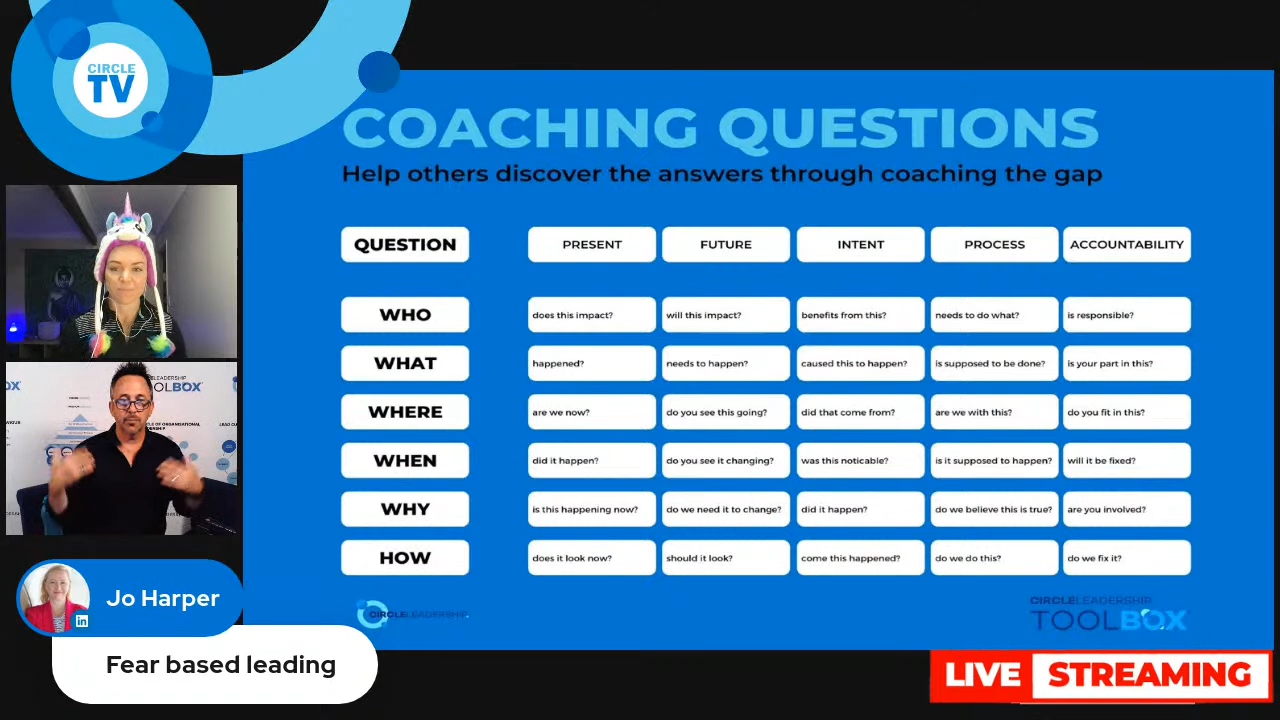 CIRCLE
TV
COACHING QUESTIONS
Help others discover the answers through coaching the gap
QUESTION PRESENT FUTURE INTENT PROCESS ACCOUNTABILITY
WHO does this impact? will this impact? benefits from this? needs to do what? is responsible?
WHAT happened? needs to happen? caused this to happen? is supposed to be done? is your part in this?
WHERE are we now? do you see this going? did that come from? are we with this? do you fit in this?
WHEN did it happen? do you see it changing? was this noticable? is it supposed to happen? will it be fixed?
WHY is this happening now? do we need it to change? did it happen? do we believe this is true? are you involved?
HOW does it look now? should it look? come this happened? do we do this? do we fix it?
CIRCLELEADERSHIP
CIRCLELEADERSHIP
TOOLBOX
TOOLBOX
Jo Harper
in
Fear based leading
LIVE STREAMING